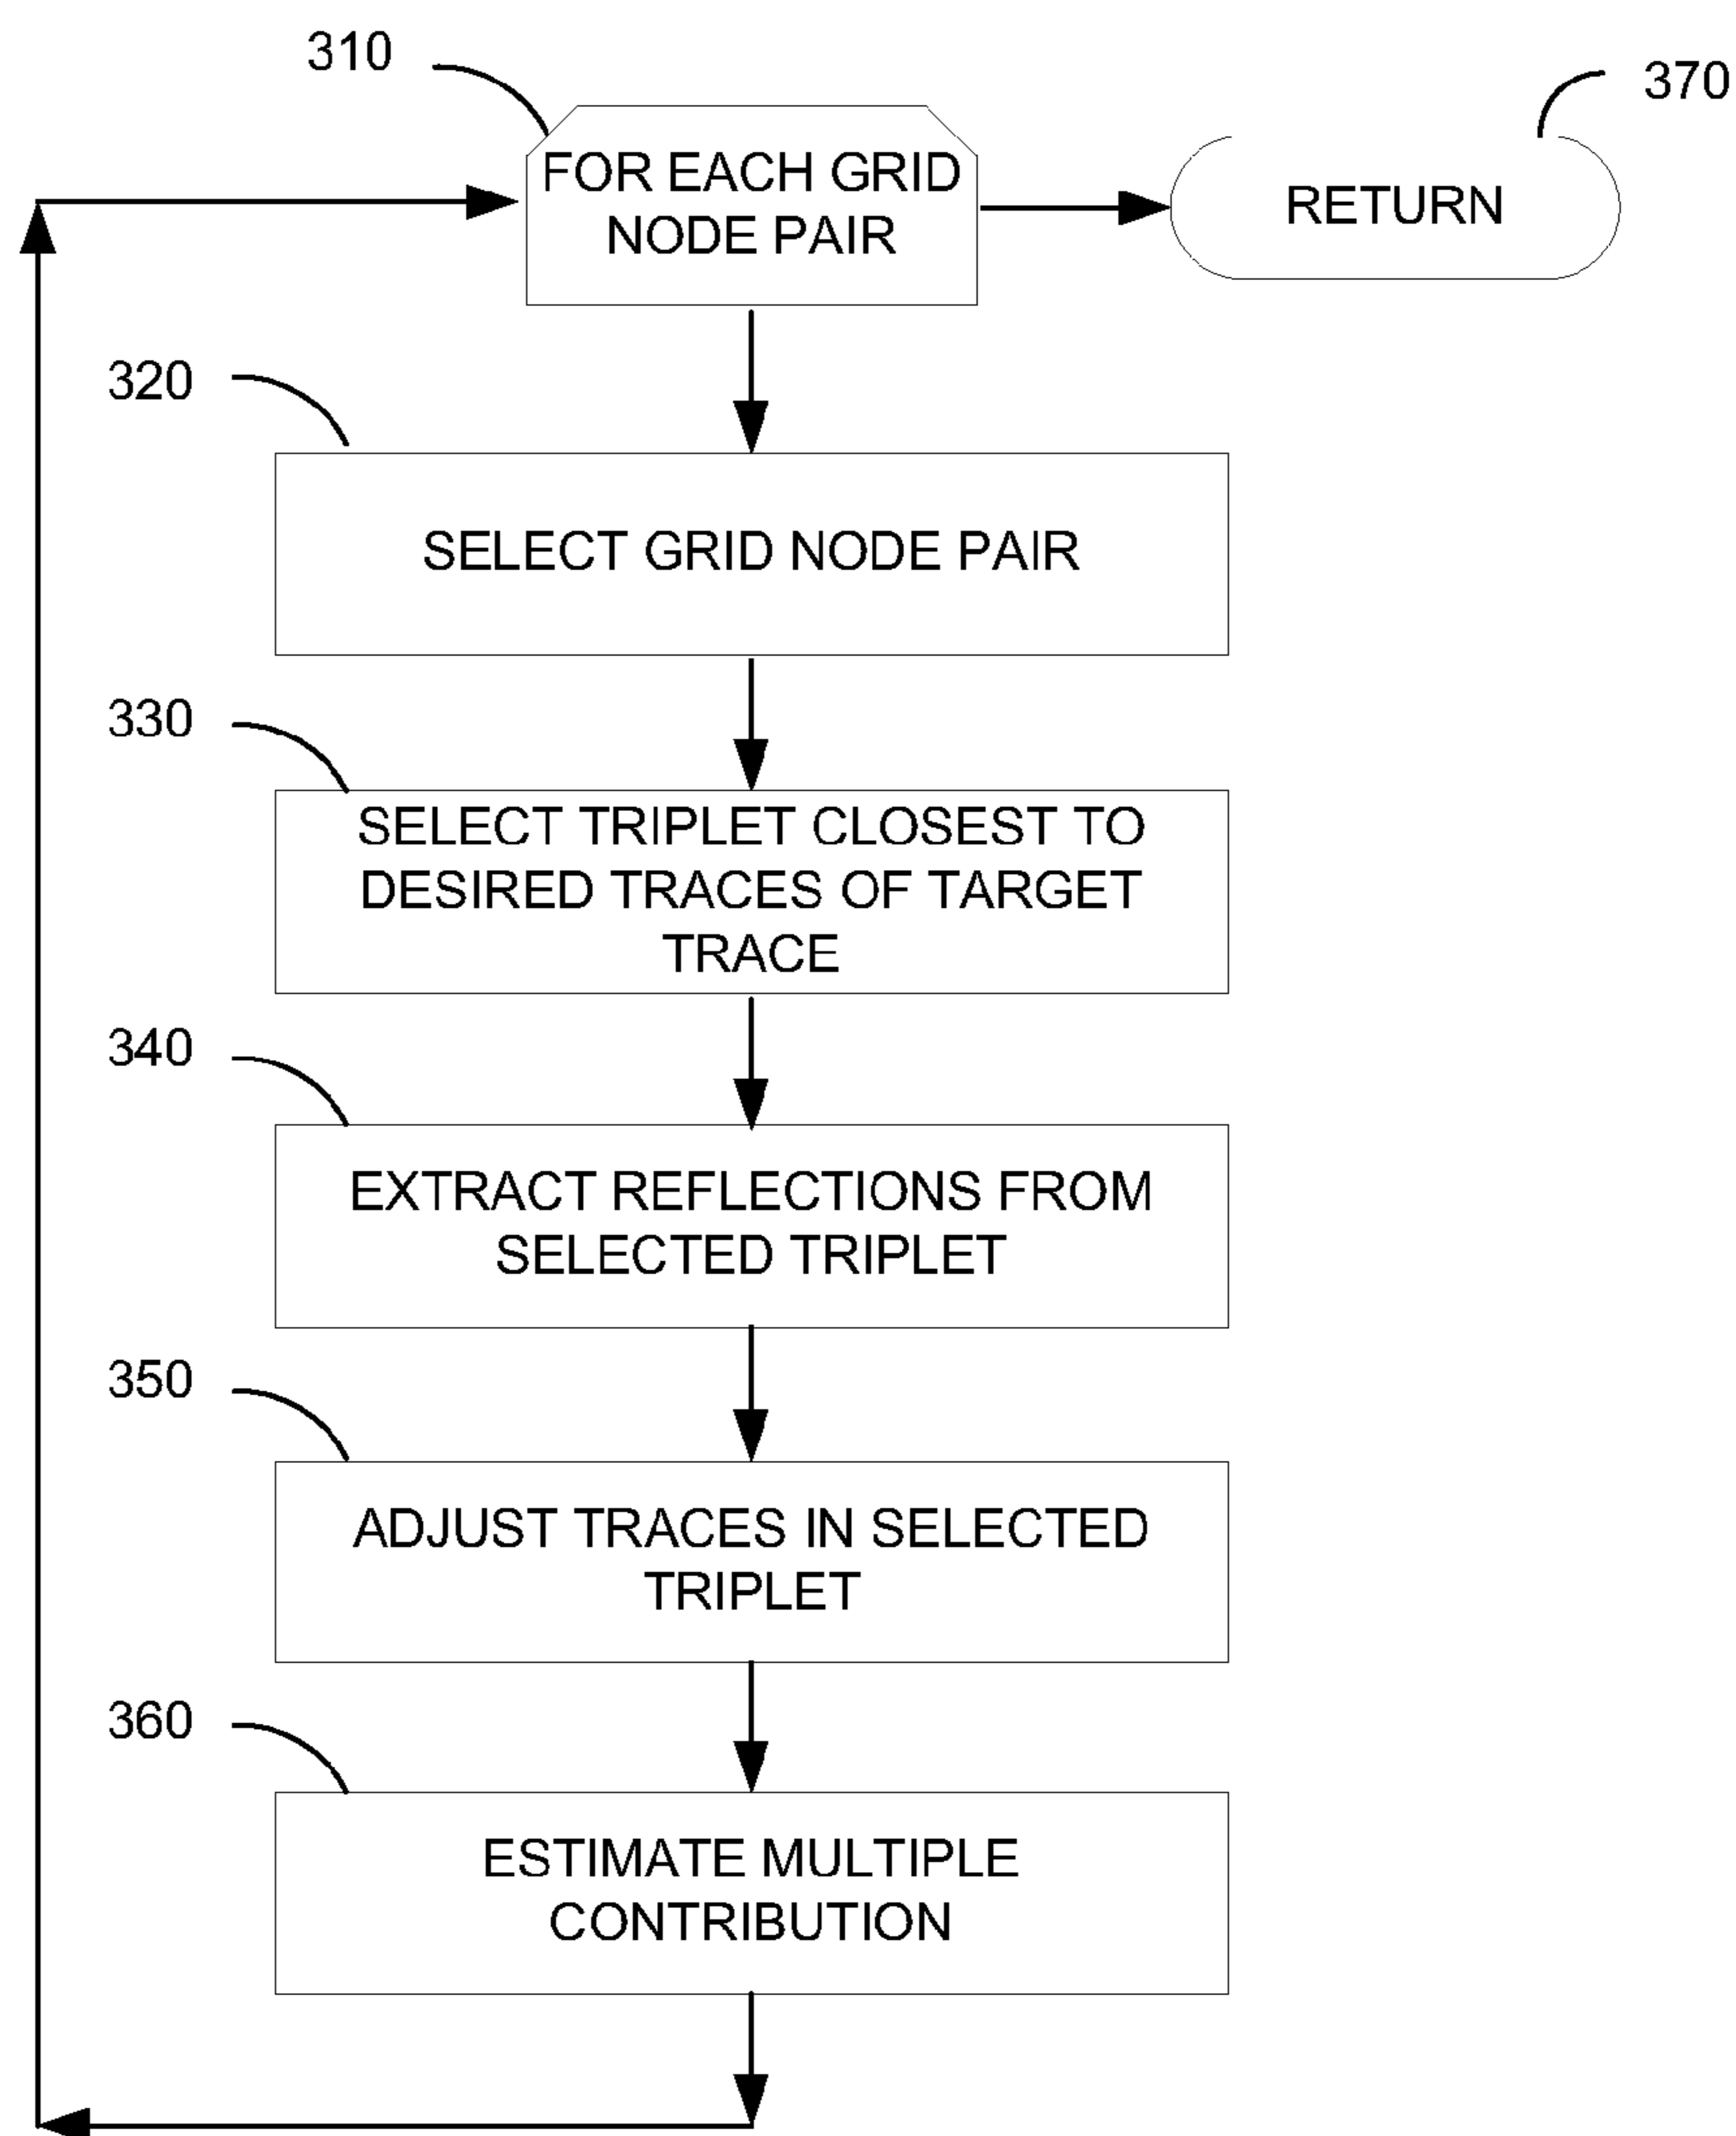 310
370
FOR EACH GRID
NODE PAIR
RETURN
320
SELECT GRID NODE PAIR
330
SELECT TRIPLET CLOSEST TO
DESIRED TRACES OF TARGET
TRACE
340
EXTRACT REFLECTIONS FROM
SELECTED TRIPLET
350
ADJUST TRACES IN SELECTED
TRIPLET
360
ESTIMATE MULTIPLE
CONTRIBUTION